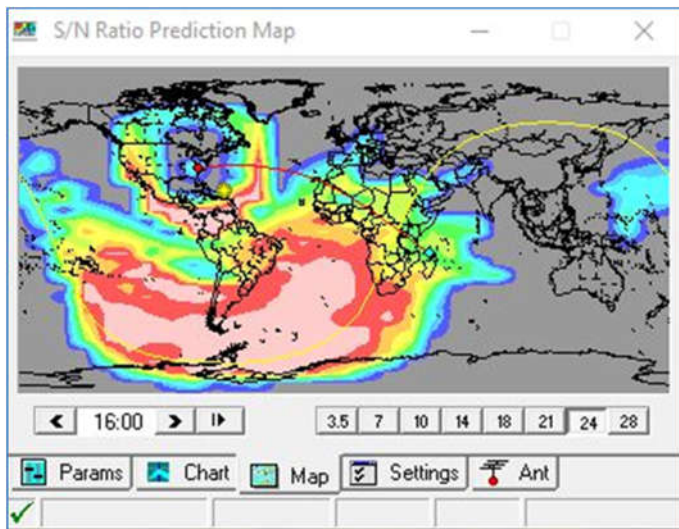 S/N Ratio Prediction Map
16:00 3.5 7 10 14 18 21 24 28
Params Chart Map Settings Ant